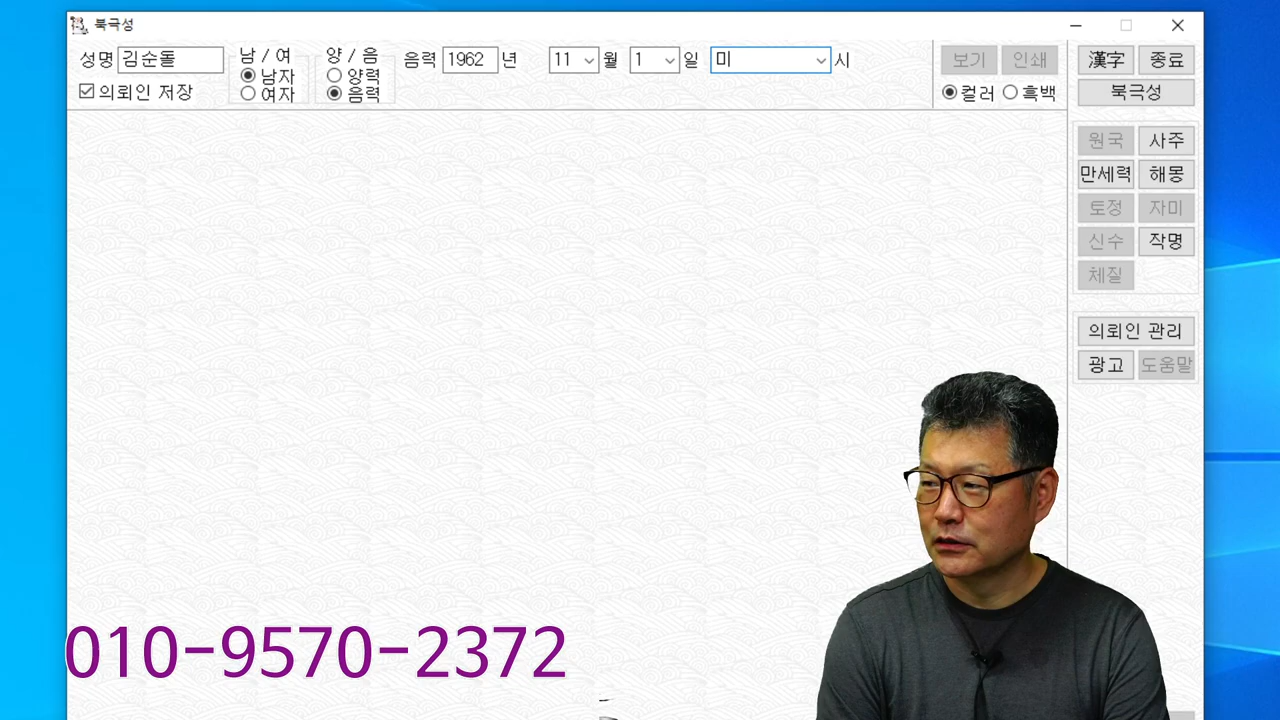 북극성
성명 김순돌 남 / 여 남자 여자 양 / 음 양력 음력 음력 1962 년 11 월 1 일 미 시 보기 인쇄 漢字 종료
의뢰인 저장 컬러 흑백 북극성
원국 사주
만세력 해몽
토정 자미
신수 작명
체질
의뢰인 관리
광고 도움말
010-9570-2372